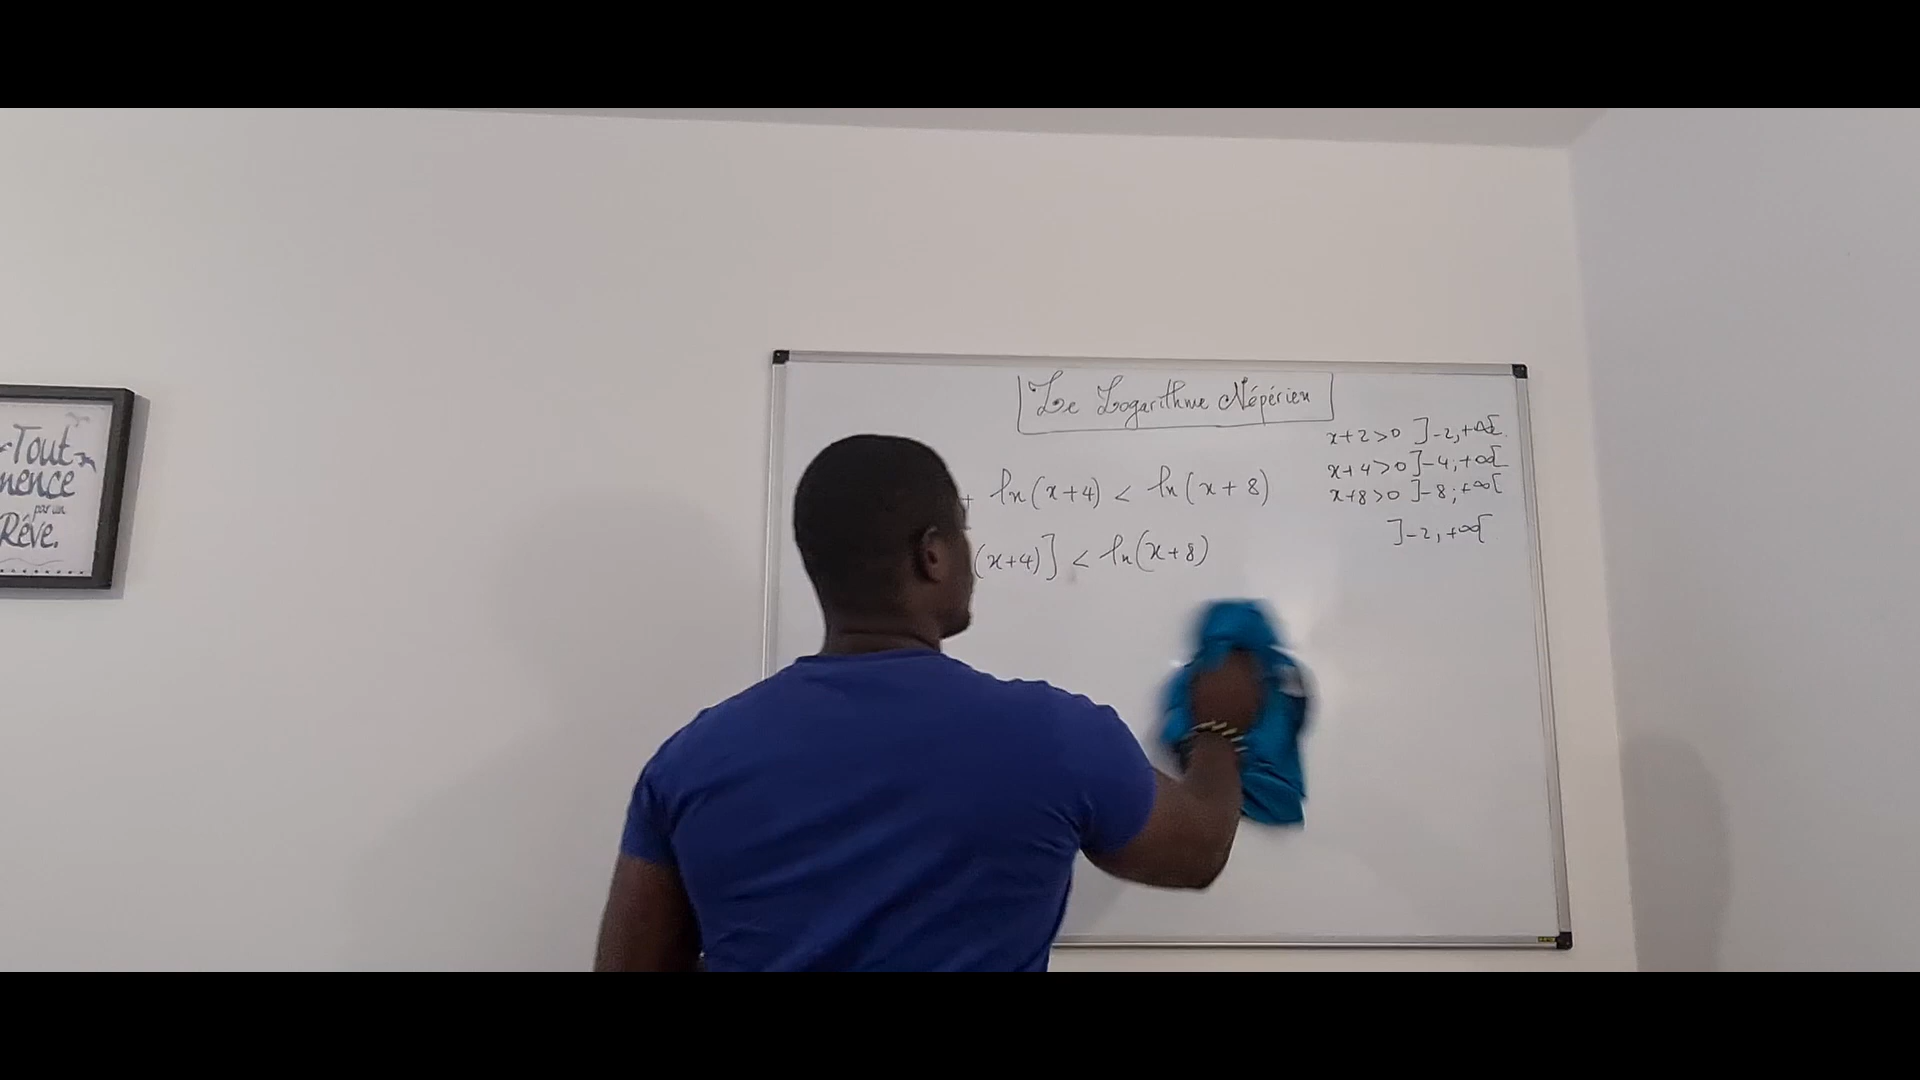 Tout
mence
par un
Rêve.
Le Logarithme Népérien
+ ln(x+4) < ln(x+8)
(x+4)] < ln(x+8)
x+2>0 ]-2,+∞[
x+4>0 ]-4;+∞[
x+8>0 ]-8;+∞[
]-2,+∞[